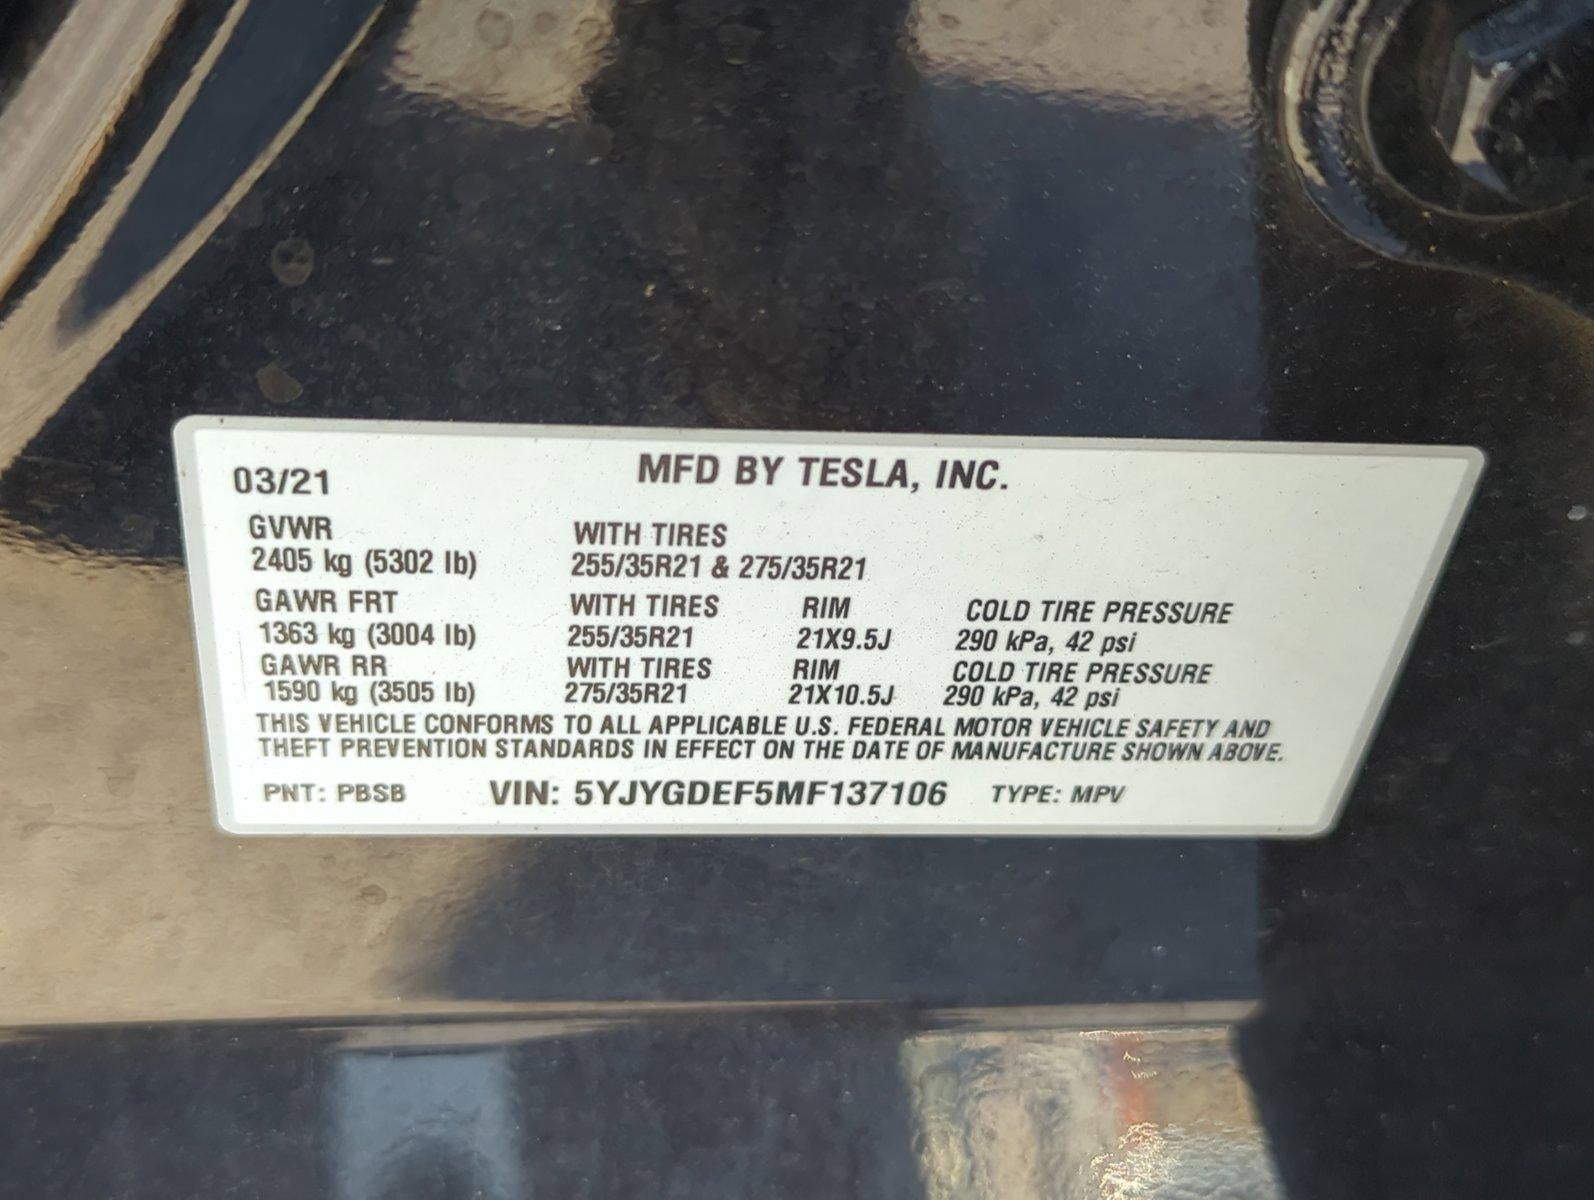 03/21 MFD BY TESLA, INC.
GVWR WITH TIRES
2405 kg (5302 lb) 255/35R21 & 275/35R21
GAWR FRT WITH TIRES RIM COLD TIRE PRESSURE
1363 kg (3004 lb) 255/35R21 21X9.5J 290 kPa, 42 psi
GAWR RR WITH TIRES RIM COLD TIRE PRESSURE
1590 kg (3505 lb) 275/35R21 21X10.5J 290 kPa, 42 psi
THIS VEHICLE CONFORMS TO ALL APPLICABLE U.S. FEDERAL MOTOR VEHICLE SAFETY AND
THEFT PREVENTION STANDARDS IN EFFECT ON THE DATE OF MANUFACTURE SHOWN ABOVE.
PNT: PBSB VIN: 5YJYGDEF5MF137106 TYPE: MPV